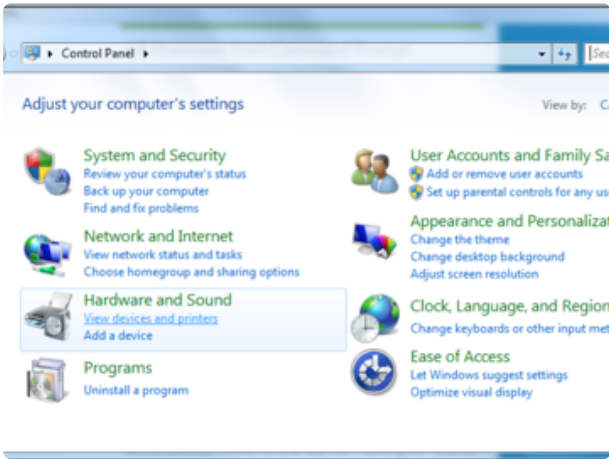 Control Panel
Adjust your computer's settings
View by:
System and Security
Review your computer's status
Back up your computer
Find and fix problems
Network and Internet
View network status and tasks
Choose homegroup and sharing options
Hardware and Sound
View devices and printers
Add a device
Programs
Uninstall a program
User Accounts and Family
Add or remove user accounts
Set up parental controls for any
Appearance and
Change the theme
Change desktop background
Adjust screen resolution
Clock, Language, and Region
Change keyboards or other input
Ease of Access
Let Windows suggest settings
Optimize visual display